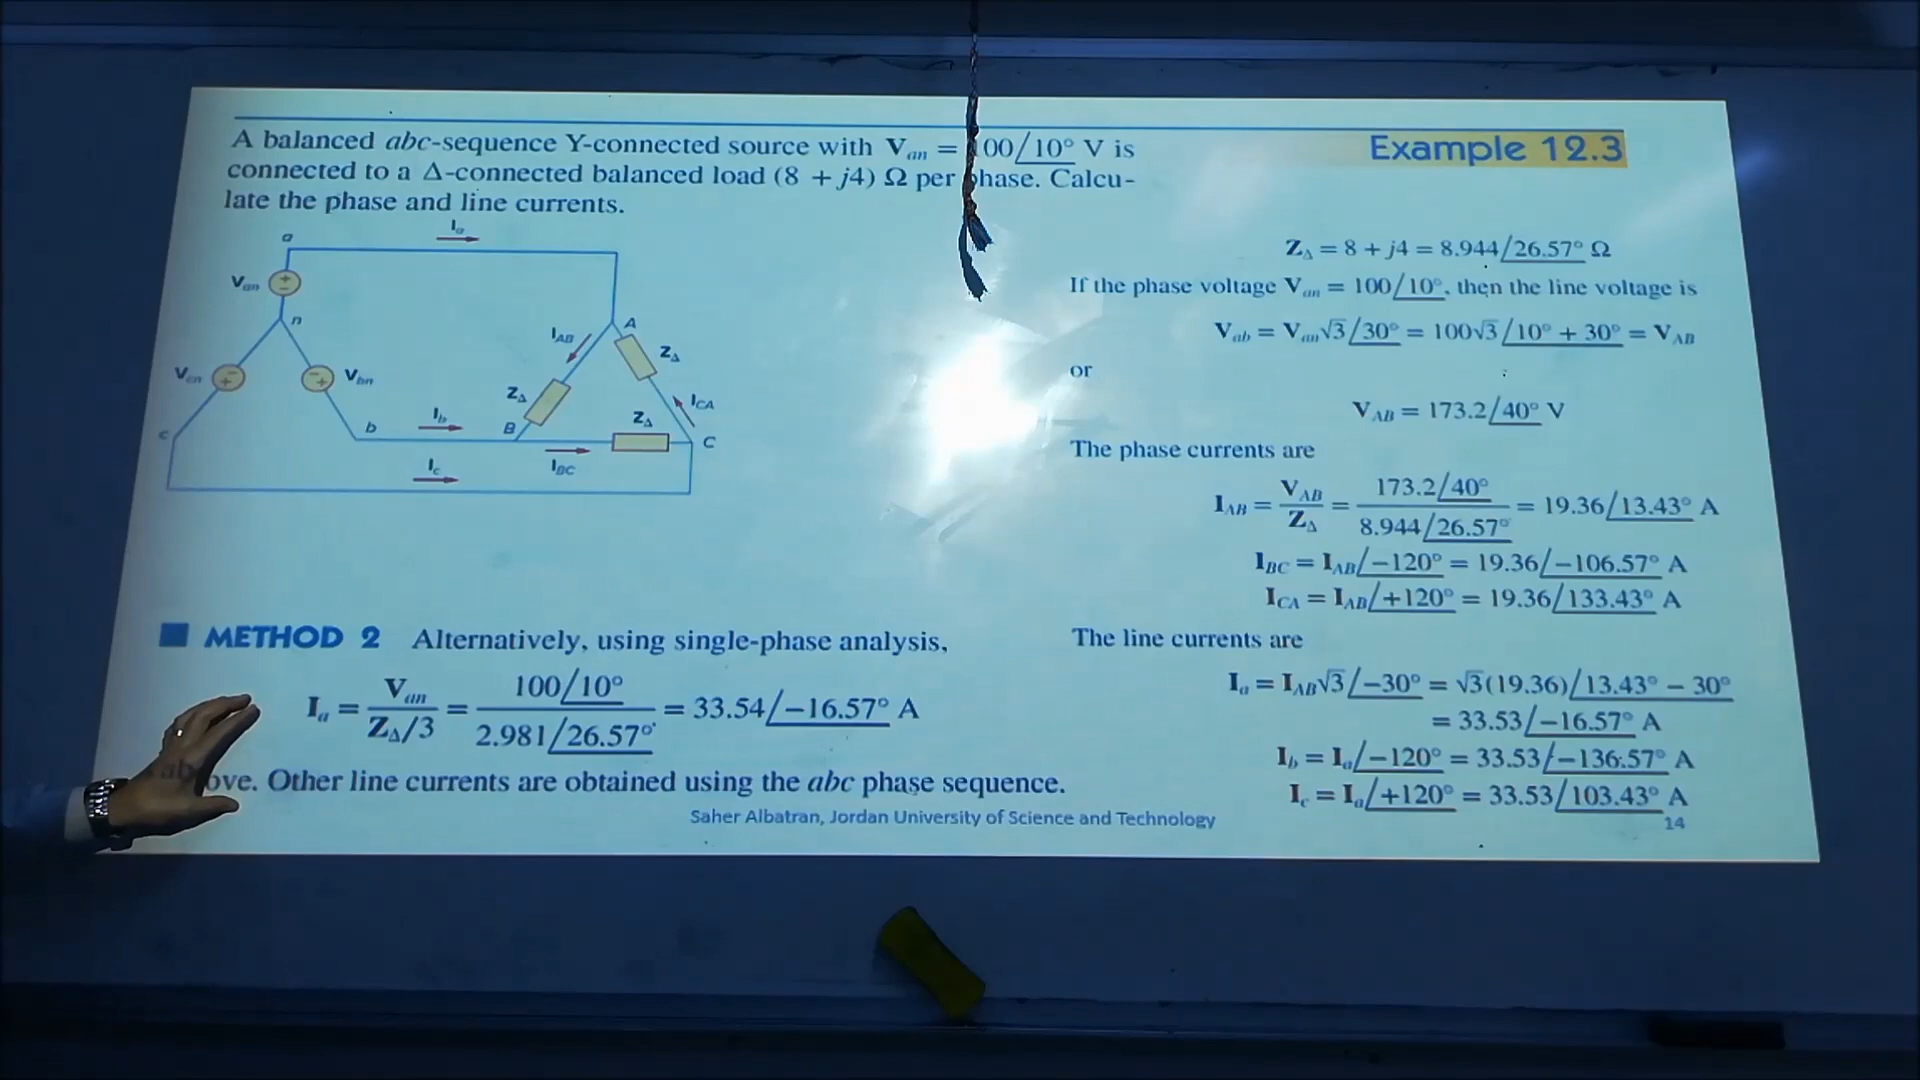 A balanced abc-sequence Y-connected source with Van = 00/10° V is
connected to a Δ-connected balanced load (8 + j4) Ω per phase. Calcu-
late the phase and line currents.
Example 12.3
a
Ia
Van
n
Vcn
Vbn
c
b
Ib
Ic
A
IAB
ZΔ
ZΔ
ICA
B
ZΔ
C
IBC
METHOD 2 Alternatively, using single-phase analysis,
Ia = Van / ZΔ/3 = 100/10° / 2.981/26.57° = 33.54/−16.57° A
ove. Other line currents are obtained using the abc phase sequence.
Saher Albatran, Jordan University of Science and Technology
ZΔ = 8 + j4 = 8.944/26.57° Ω
If the phase voltage Van = 100/10°, then the line voltage is
Vab = Van√3/30° = 100√3/10° + 30° = VAB
or
VAB = 173.2/40° V
The phase currents are
IAB = VAB / ZΔ = 173.2/40° / 8.944/26.57° = 19.36/13.43° A
IBC = IAB/−120° = 19.36/−106.57° A
ICA = IAB/+120° = 19.36/133.43° A
The line currents are
Ia = IAB√3/−30° = √3(19.36)/13.43° − 30°
= 33.53/−16.57° A
Ib = Ia/−120° = 33.53/−136.57° A
Ic = Ia/+120° = 33.53/103.43° A
14